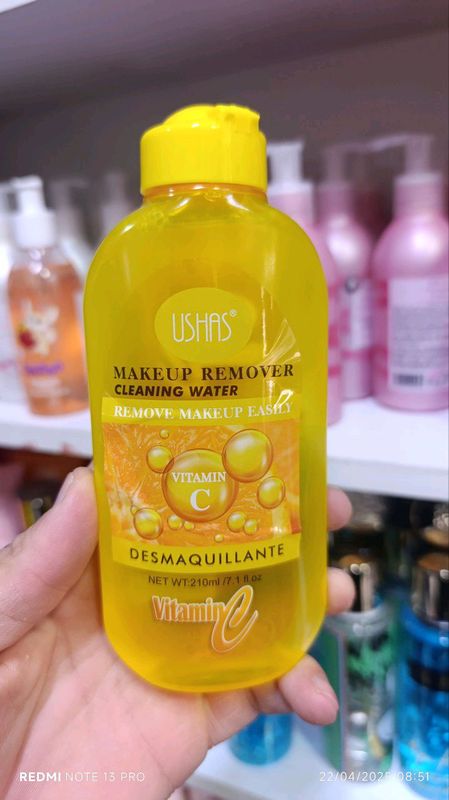 USHAS®
MAKEUP REMOVER
CLEANING WATER
REMOVE MAKEUP EASILY
VITAMIN
C
DESMAQUILLANTE
NET WT:210ml /7.1 fl.oz
Vitamin C
REDMI NOTE 13 PRO
22/04/2025 08:51